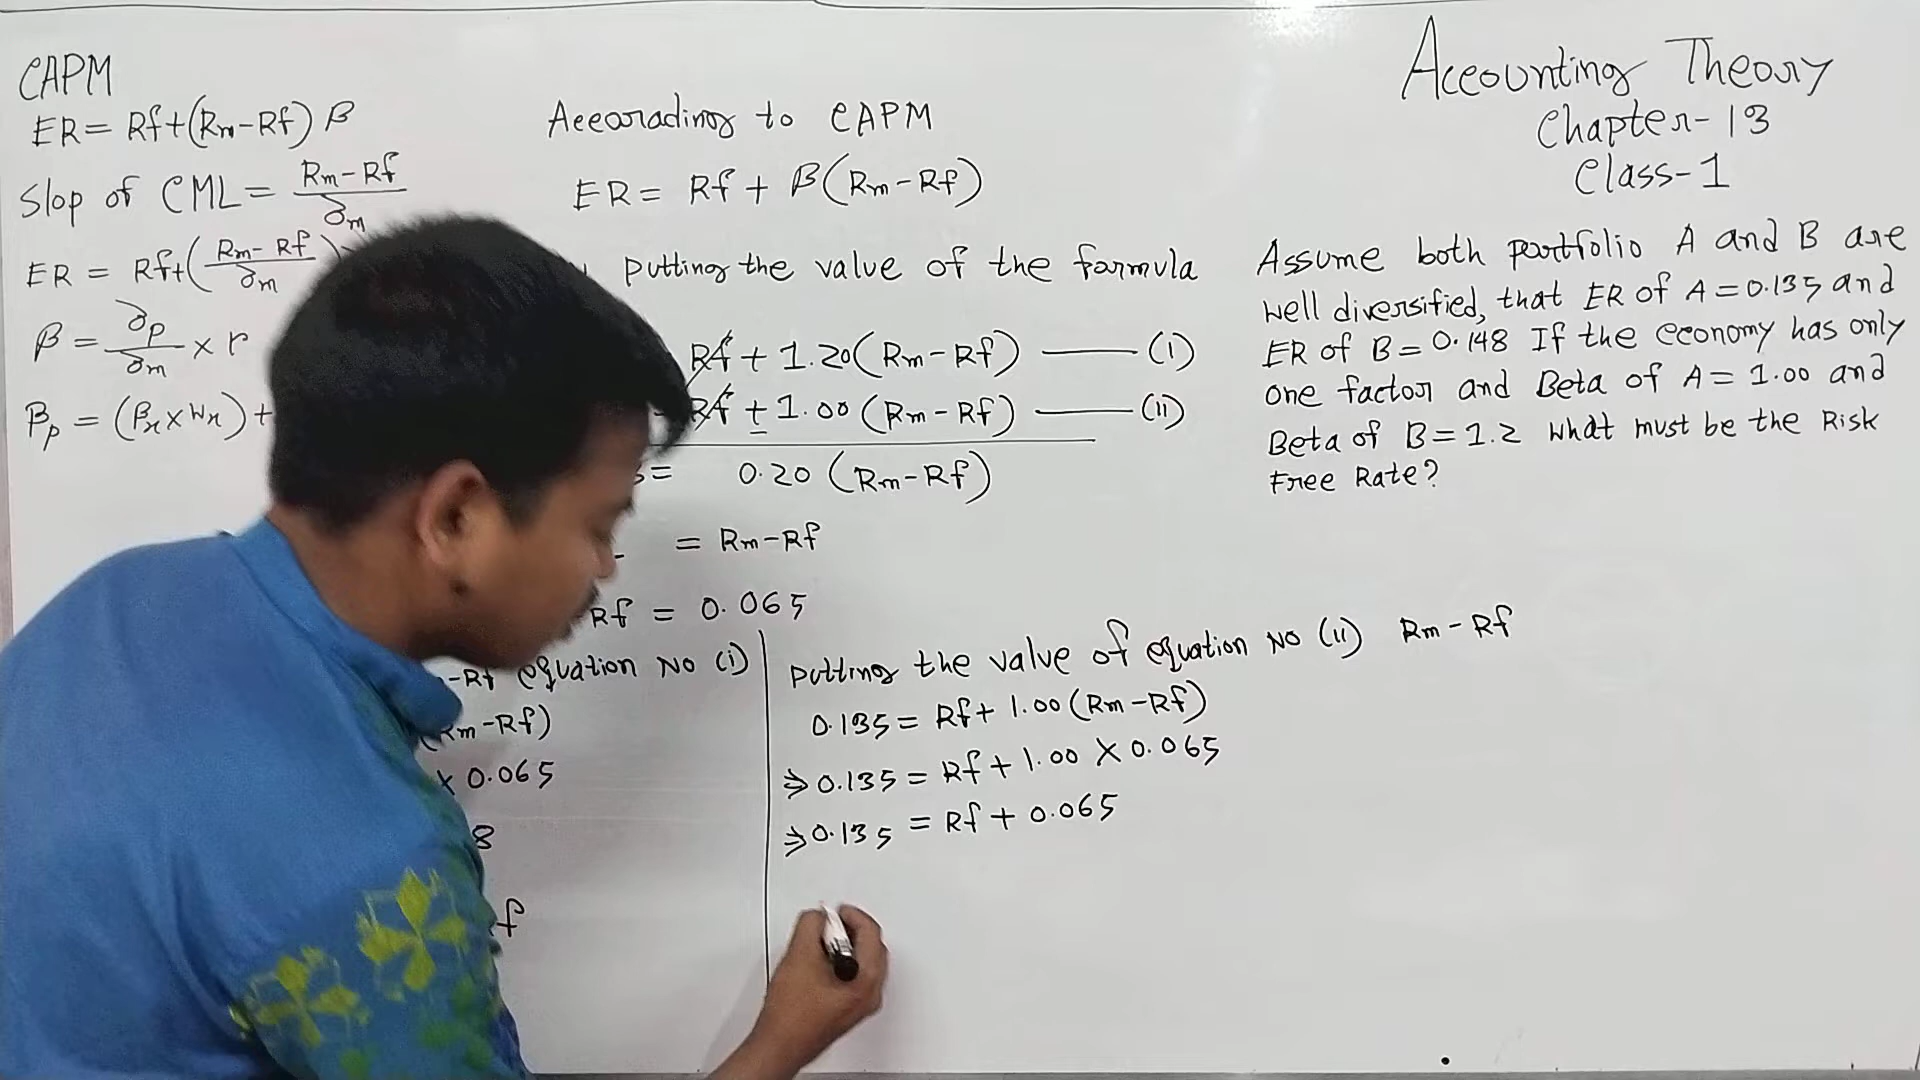 CAPM
ER = Rf+(Rm-Rf) β
Slop of CML = Rm-Rf / δm
ER = Rf+(Rm-Rf / δm)
β = δp / δm × r
Bp = (Bx×Wx)+
Aeeoarading to CAPM
ER = Rf + β(Rm-Rf)
putting the value of the formula
Rf + 1.20(Rm-Rf) —— (i)
Rf ± 1.00 (Rm-Rf) —— (ii)
= 0.20 (Rm-Rf)
= Rm-Rf
Rf = 0.065
-Rf equation No (i)
(Rm-Rf)
× 0.065
8
f
Putting the value of equation No (ii) Rm-Rf
0.135 = Rf+ 1.00(Rm-Rf)
⇒ 0.135 = Rf+ 1.00 × 0.065
⇒ 0.135 = Rf + 0.065
Aecounting Theory
Chapter-13
Class-1
Assume both portfolio A and B are
well diversified, that ER of A = 0.135 and
ER of B = 0.148 If the economy has only
one factor and Beta of A = 1.00 and
Beta of B = 1.2 What must be the Risk
Free Rate?